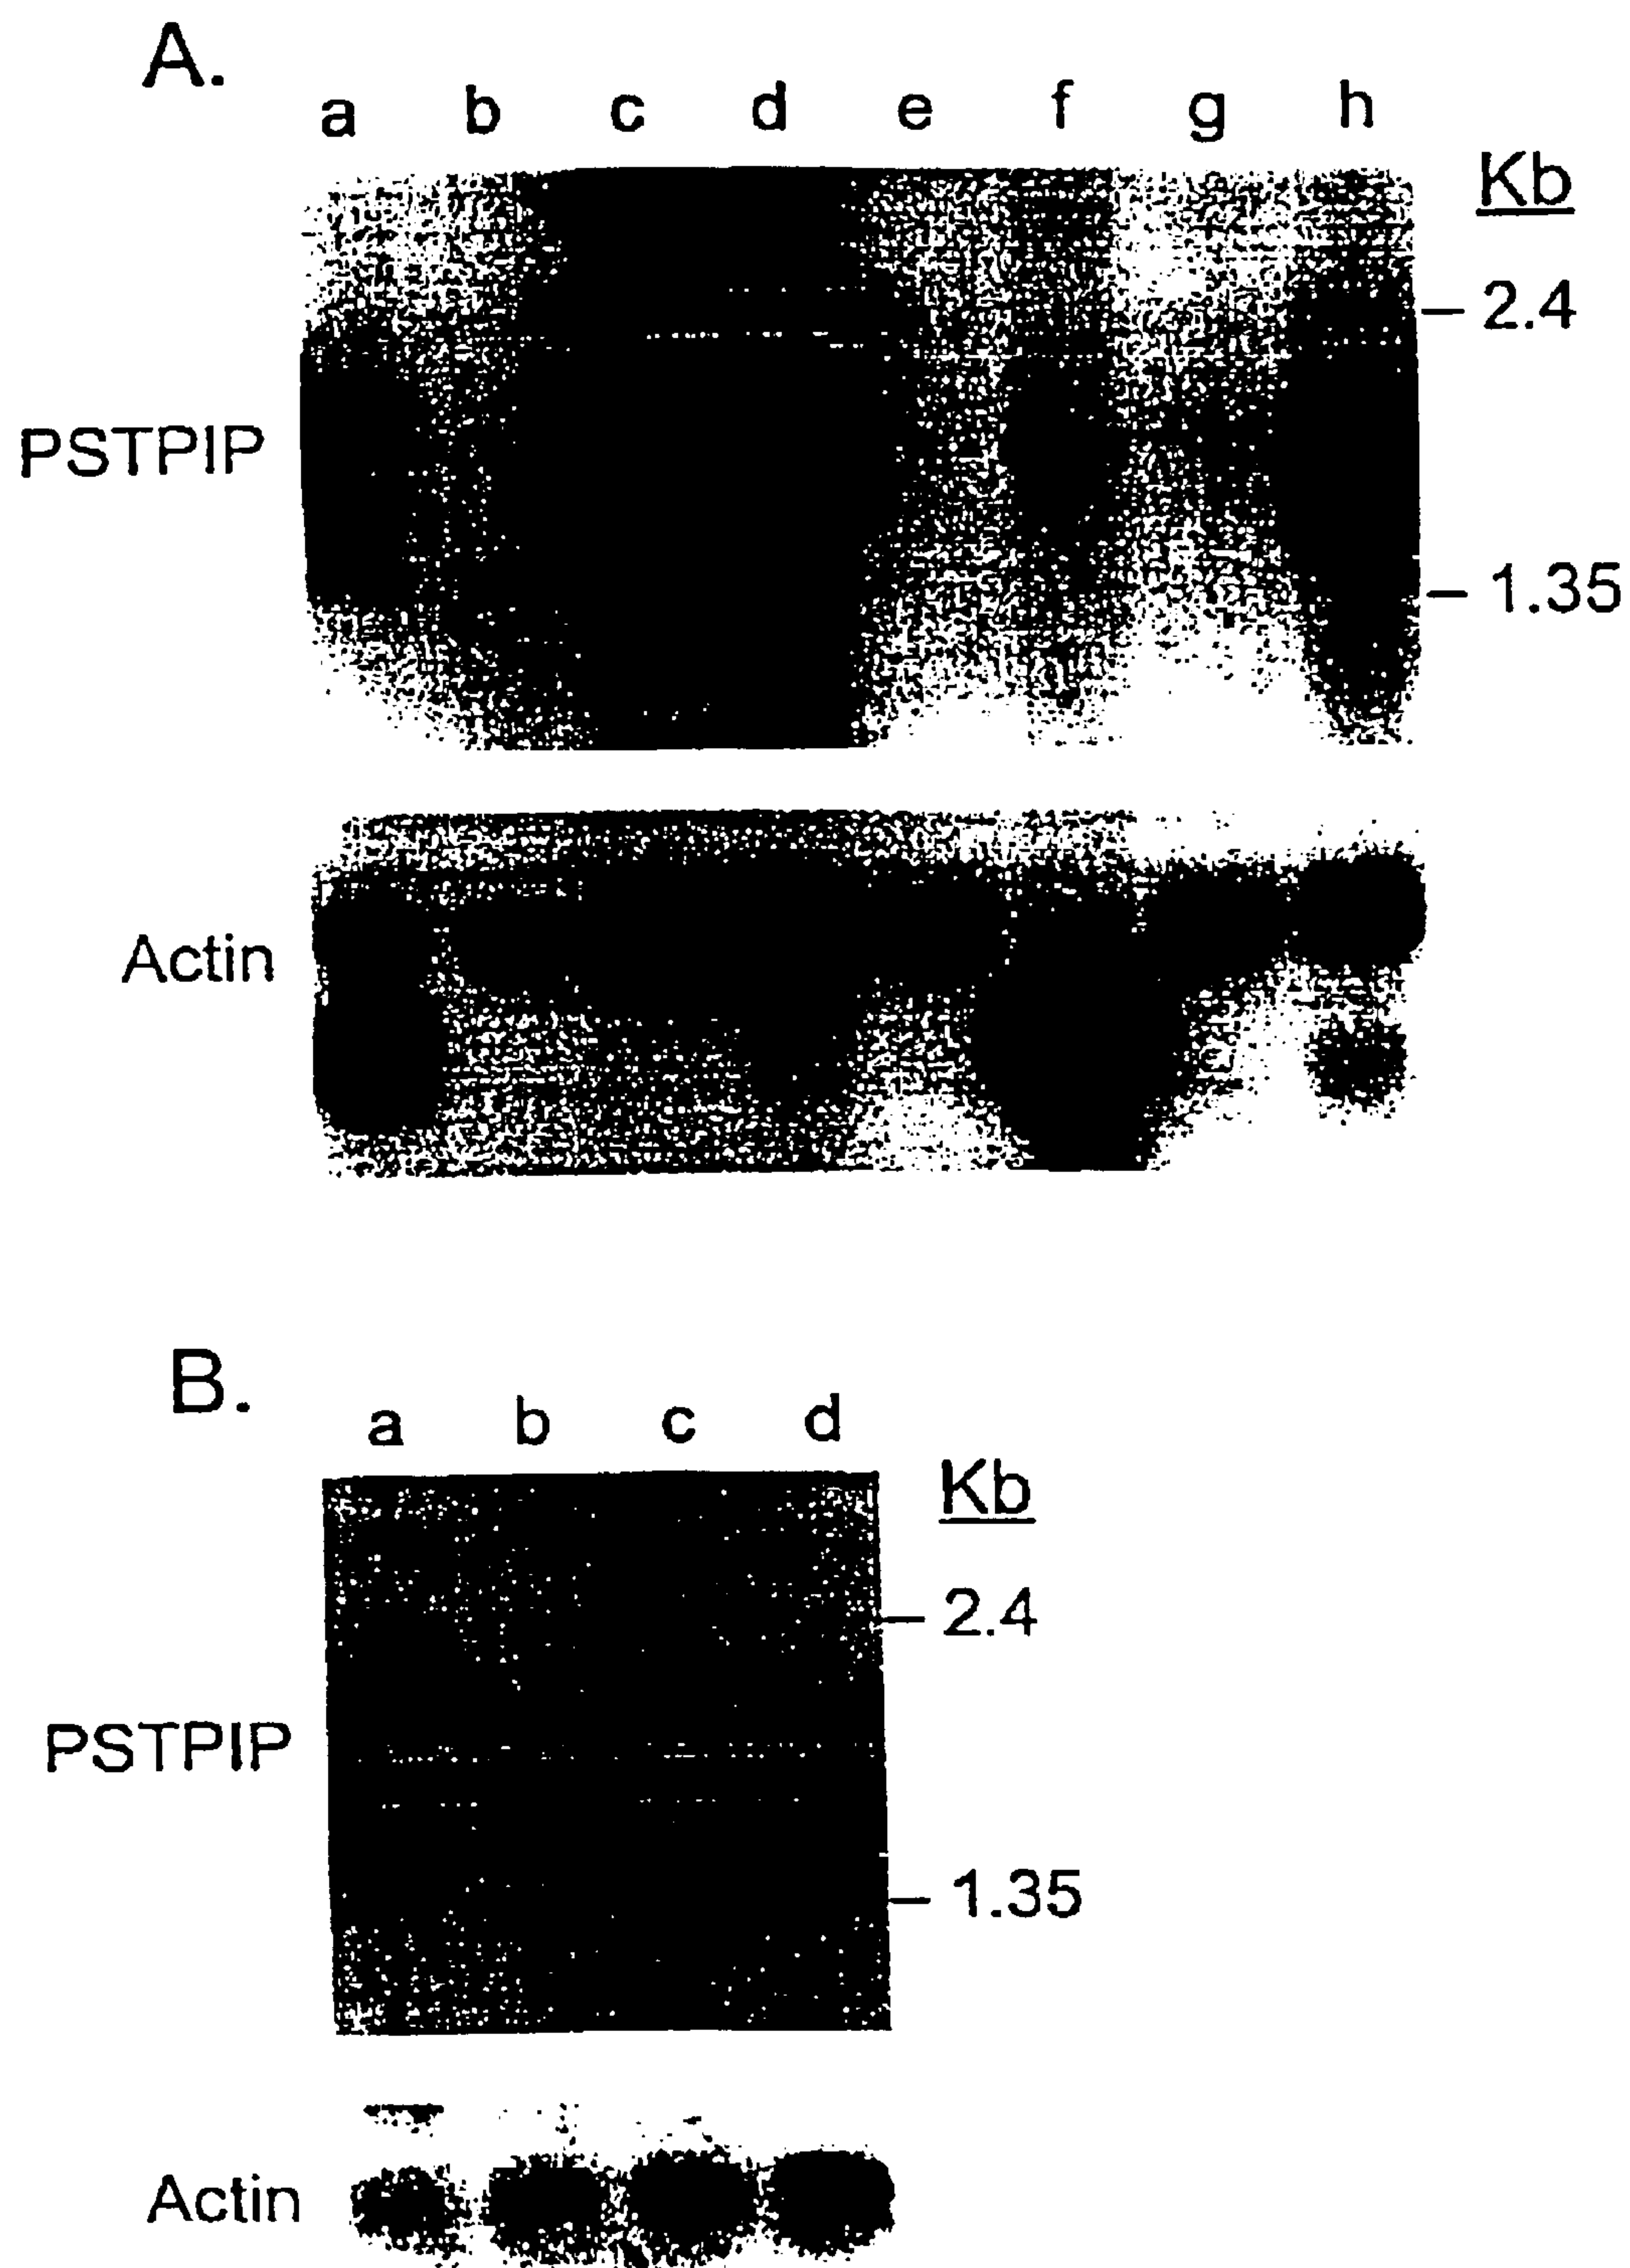 A.
a b c d e f g h
Kb
2.4
PSTPIP
1.35
Actin
B.
a b c d
Kb
2.4
PSTPIP
1.35
Actin